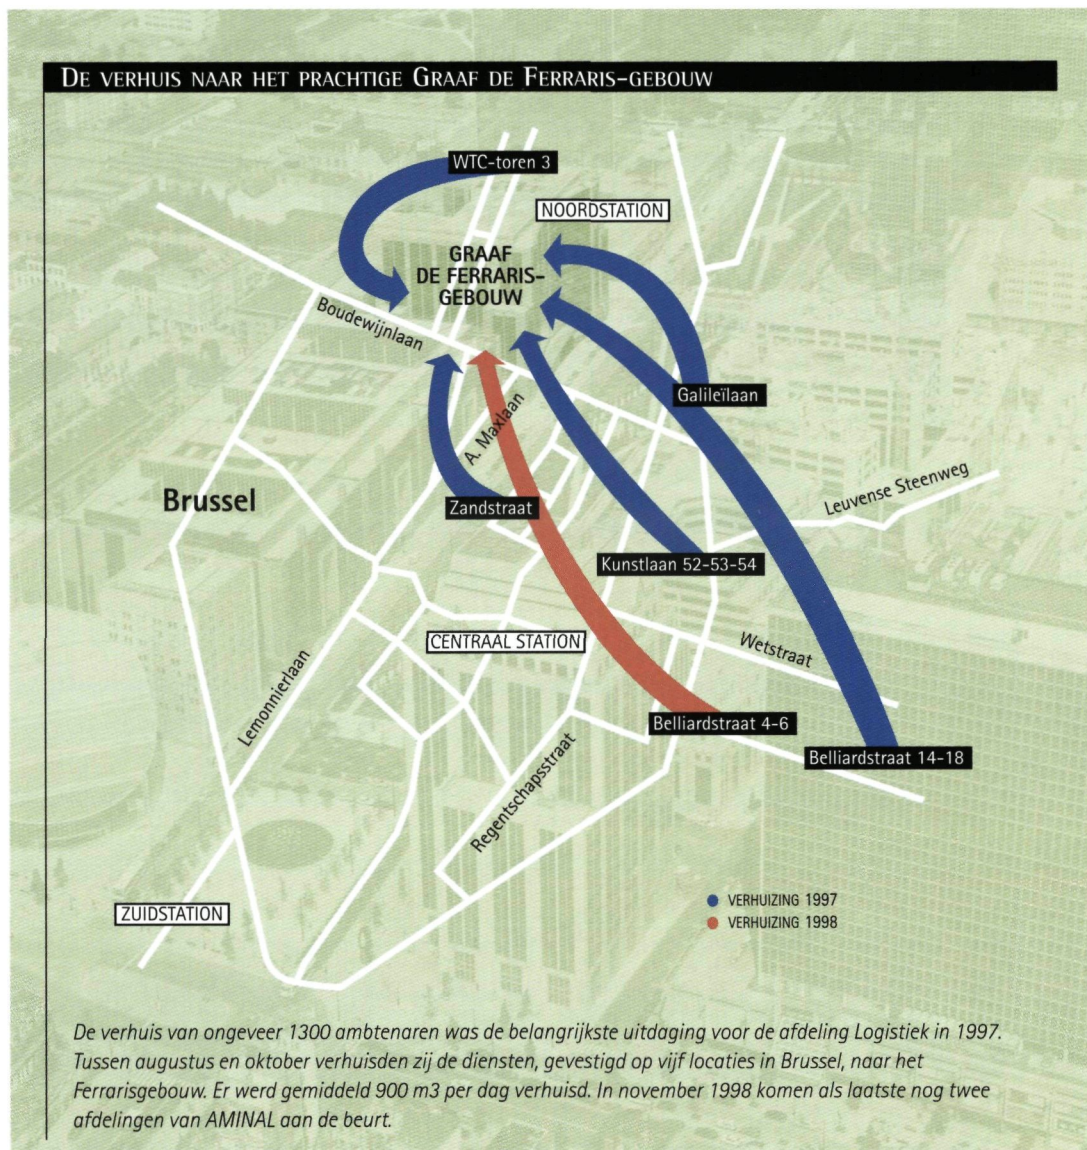 DE VERHUIS NAAR HET PRACHTIGE GRAAF DE FERRARIS-GEBOUW
WTC-toren 3
NOORDSTATION
GRAAF
DE FERRARIS-
GEBOUW
Boudewijnlaan
Galileïlaan
A. Maxlaan
Brussel
Zandstraat
Leuvense Steenweg
Kunstlaan 52-53-54
CENTRAAL STATION
Wetstraat
Lemonnierlaan
Belliardstraat 4-6
Belliardstraat 14-18
Regentschapsstraat
ZUIDSTATION
VERHUIZING 1997
VERHUIZING 1998
De verhuis van ongeveer 1300 ambtenaren was de belangrijkste uitdaging voor de afdeling Logistiek in 1997.
Tussen augustus en oktober verhuisden zij de diensten, gevestigd op vijf locaties in Brussel, naar het
Ferrarisgebouw. Er werd gemiddeld 900 m3 per dag verhuisd. In november 1998 komen als laatste nog twee
afdelingen van AMINAL aan de beurt.